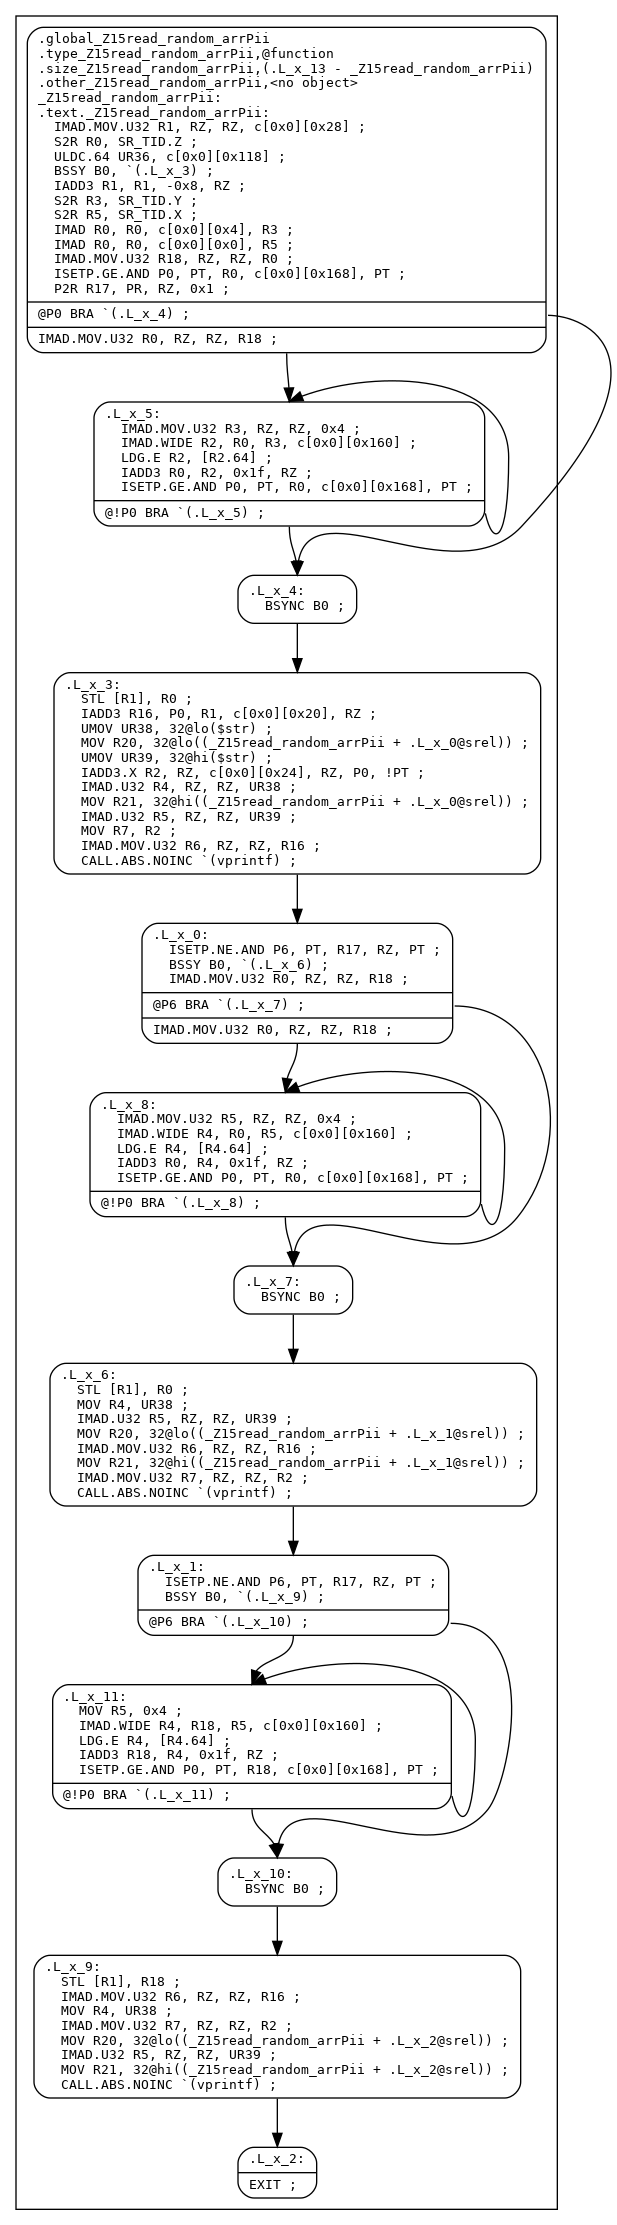 .global_Z15read_random_arrPii
.type_Z15read_random_arrPii,@function
.size_Z15read_random_arrPii,(.L_x_13 - _Z15read_random_arrPii)
.other_Z15read_random_arrPii,<no object>
_Z15read_random_arrPii:
.text._Z15read_random_arrPii:
IMAD.MOV.U32 R1, RZ, RZ, c[0x0][0x28] ;
S2R R0, SR_TID.Z ;
ULDC.64 UR36, c[0x0][0x118] ;
BSSY B0, `(.L_x_3) ;
IADD3 R1, R1, -0x8, RZ ;
S2R R3, SR_TID.Y ;
S2R R5, SR_TID.X ;
IMAD R0, R0, c[0x0][0x4], R3 ;
IMAD R0, R0, c[0x0][0x0], R5 ;
IMAD.MOV.U32 R18, RZ, RZ, R0 ;
ISETP.GE.AND P0, PT, R0, c[0x0][0x168], PT ;
P2R R17, PR, RZ, 0x1 ;
@P0 BRA `(.L_x_4) ;
IMAD.MOV.U32 R0, RZ, RZ, R18 ;
.L_x_5:
IMAD.MOV.U32 R3, RZ, RZ, 0x4 ;
IMAD.WIDE R2, R0, R3, c[0x0][0x160] ;
LDG.E R2, [R2.64] ;
IADD3 R0, R2, 0x1f, RZ ;
ISETP.GE.AND P0, PT, R0, c[0x0][0x168], PT ;
@!P0 BRA `(.L_x_5) ;
.L_x_4:
BSYNC B0 ;
.L_x_3:
STL [R1], R0 ;
IADD3 R16, P0, R1, c[0x0][0x20], RZ ;
UMOV UR38, 32@lo($str) ;
MOV R20, 32@lo((_Z15read_random_arrPii + .L_x_0@srel)) ;
UMOV UR39, 32@hi($str) ;
IADD3.X R2, RZ, c[0x0][0x24], RZ, P0, !PT ;
IMAD.U32 R4, RZ, RZ, UR38 ;
MOV R21, 32@hi((_Z15read_random_arrPii + .L_x_0@srel)) ;
IMAD.U32 R5, RZ, RZ, UR39 ;
MOV R7, R2 ;
IMAD.MOV.U32 R6, RZ, RZ, R16 ;
CALL.ABS.NOINC `(vprintf) ;
.L_x_0:
ISETP.NE.AND P6, PT, R17, RZ, PT ;
BSSY B0, `(.L_x_6) ;
IMAD.MOV.U32 R0, RZ, RZ, R18 ;
@P6 BRA `(.L_x_7) ;
IMAD.MOV.U32 R0, RZ, RZ, R18 ;
.L_x_8:
IMAD.MOV.U32 R5, RZ, RZ, 0x4 ;
IMAD.WIDE R4, R0, R5, c[0x0][0x160] ;
LDG.E R4, [R4.64] ;
IADD3 R0, R4, 0x1f, RZ ;
ISETP.GE.AND P0, PT, R0, c[0x0][0x168], PT ;
@!P0 BRA `(.L_x_8) ;
.L_x_7:
BSYNC B0 ;
.L_x_6:
STL [R1], R0 ;
MOV R4, UR38 ;
IMAD.U32 R5, RZ, RZ, UR39 ;
MOV R20, 32@lo((_Z15read_random_arrPii + .L_x_1@srel)) ;
IMAD.MOV.U32 R6, RZ, RZ, R16 ;
MOV R21, 32@hi((_Z15read_random_arrPii + .L_x_1@srel)) ;
IMAD.MOV.U32 R7, RZ, RZ, R2 ;
CALL.ABS.NOINC `(vprintf) ;
.L_x_1:
ISETP.NE.AND P6, PT, R17, RZ, PT ;
BSSY B0, `(.L_x_9) ;
@P6 BRA `(.L_x_10) ;
.L_x_11:
MOV R5, 0x4 ;
IMAD.WIDE R4, R18, R5, c[0x0][0x160] ;
LDG.E R4, [R4.64] ;
IADD3 R18, R4, 0x1f, RZ ;
ISETP.GE.AND P0, PT, R18, c[0x0][0x168], PT ;
@!P0 BRA `(.L_x_11) ;
.L_x_10:
BSYNC B0 ;
.L_x_9:
STL [R1], R18 ;
IMAD.MOV.U32 R6, RZ, RZ, R16 ;
MOV R4, UR38 ;
IMAD.MOV.U32 R7, RZ, RZ, R2 ;
MOV R20, 32@lo((_Z15read_random_arrPii + .L_x_2@srel)) ;
IMAD.U32 R5, RZ, RZ, UR39 ;
MOV R21, 32@hi((_Z15read_random_arrPii + .L_x_2@srel)) ;
CALL.ABS.NOINC `(vprintf) ;
.L_x_2:
EXIT ;